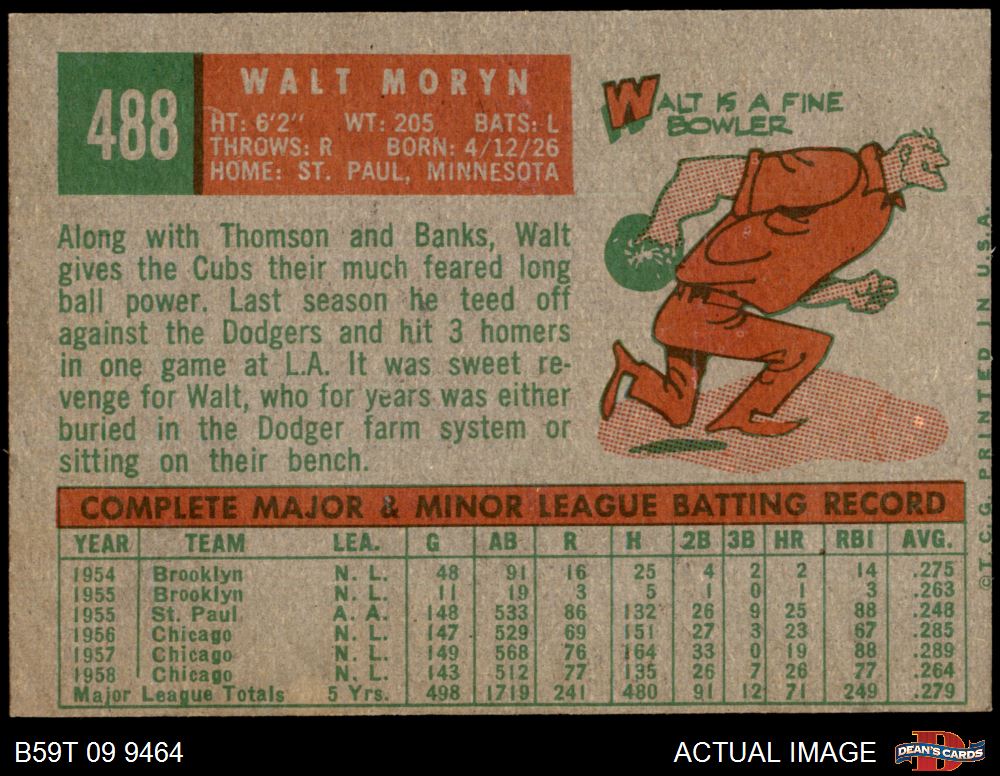 488
WALT MORYN
HT: 6'2" WT: 205 BATS: L
THROWS: R BORN: 4/12/26
HOME: ST. PAUL, MINNESOTA
WALT IS A FINE
BOWLER
Along with Thomson and Banks, Walt
gives the Cubs their much feared long
ball power. Last season he teed off
against the Dodgers and hit 3 homers
in one game at L.A. It was sweet re-
venge for Walt, who for years was either
buried in the Dodger farm system or
sitting on their bench.
©T. C. G. PRINTED IN U.S.A.
COMPLETE MAJOR & MINOR LEAGUE BATTING RECORD
YEAR TEAM LEA. G AB R H 2B 3B HR RBI AVG.
1954 Brooklyn N. L. 48 91 16 25 4 2 2 14 .275
1955 Brooklyn N. L. 11 19 3 5 1 0 1 3 .263
1955 St. Paul A. A. 148 533 86 132 26 9 25 88 .248
1956 Chicago N. L. 147 529 69 151 27 3 23 67 .285
1957 Chicago N. L. 149 568 76 164 33 0 19 88 .289
1958 Chicago N. L. 143 512 77 135 26 7 26 77 .264
Major League Totals 5 Yrs. 498 1719 241 480 91 12 71 249 .279
B59T 09 9464
ACTUAL IMAGE
DEAN'S CARDS